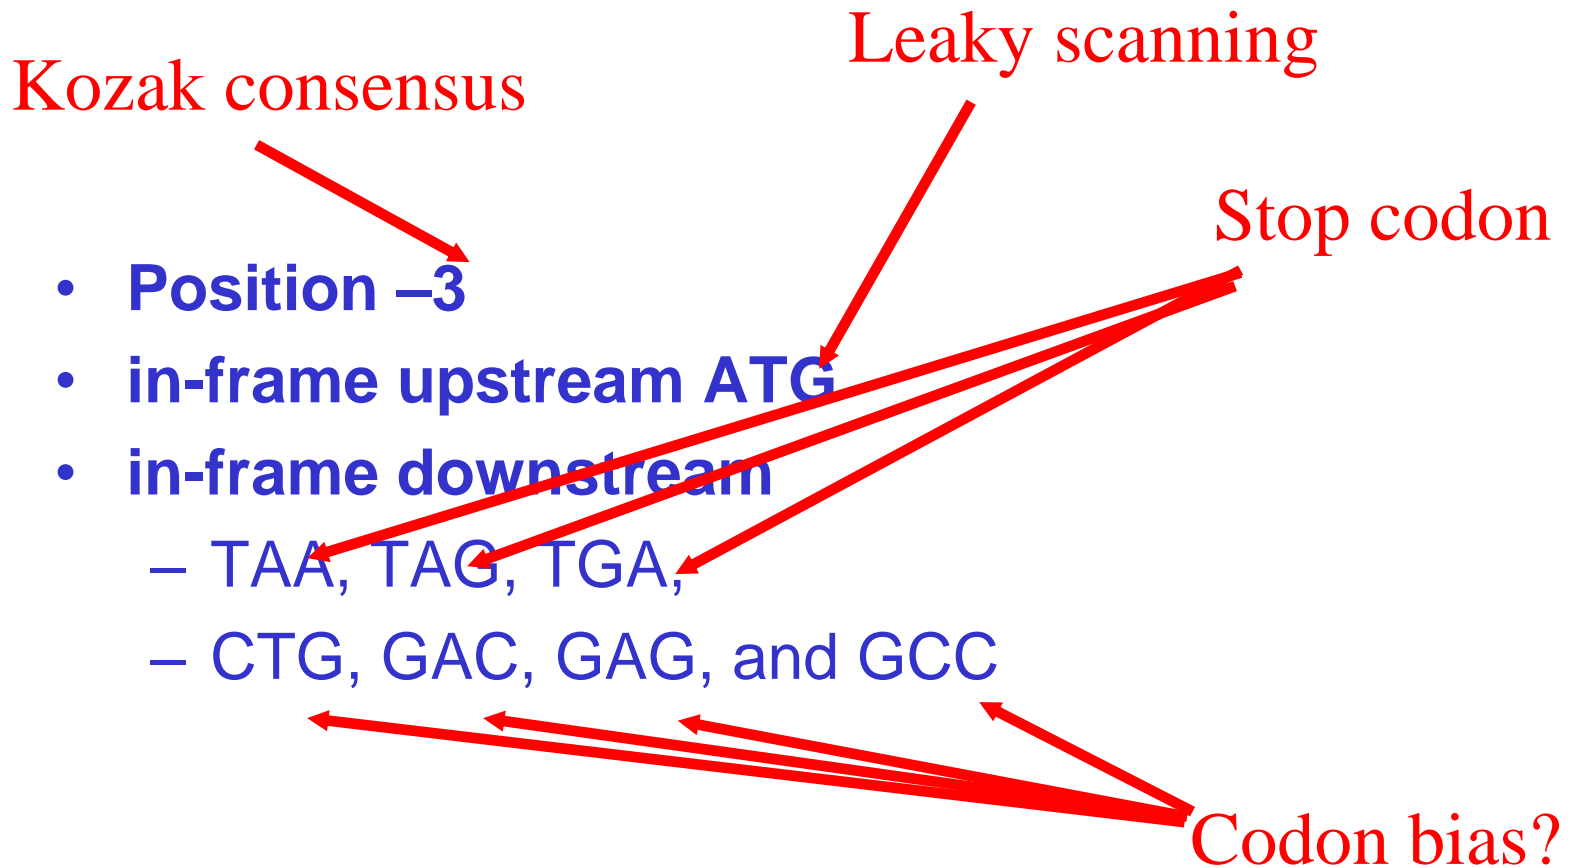 Leaky scanning
Kozak consensus
Stop codon
• Position –3
• in-frame upstream ATG
• in-frame downstream
– TAA, TAG, TGA,
– CTG, GAC, GAG, and GCC
Codon bias?